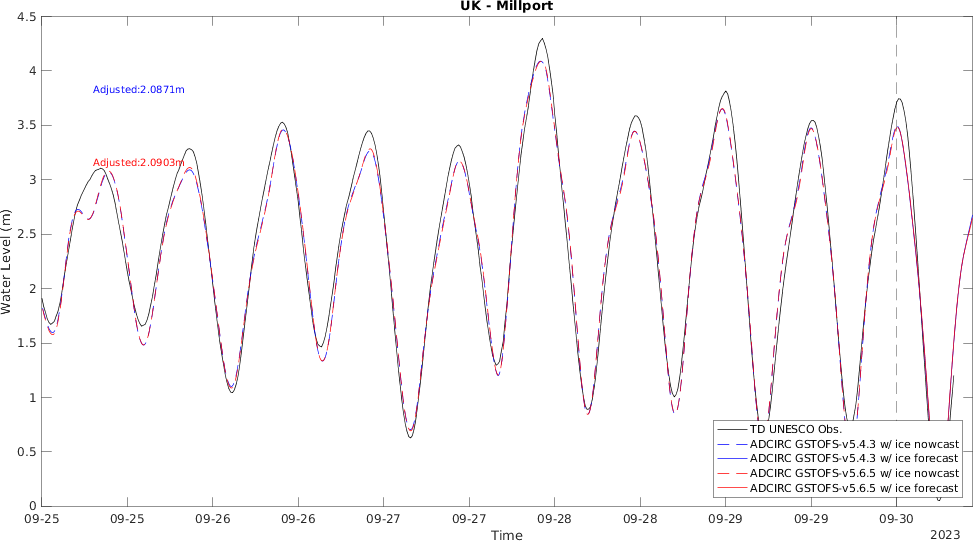 UK - Millport
4.5
4
3.5
3
2.5
2
1.5
1
0.5
0
Water Level (m)
Adjusted:2.0871m
Adjusted:2.0903m
TD UNESCO Obs.
ADCIRC GSTOFS-v5.4.3 w/ ice nowcast
ADCIRC GSTOFS-v5.4.3 w/ ice forecast
ADCIRC GSTOFS-v5.6.5 w/ ice nowcast
ADCIRC GSTOFS-v5.6.5 w/ ice forecast
09-25 09-25 09-26 09-26 09-27 09-27 09-28 09-28 09-29 09-29 09-30
Time
2023